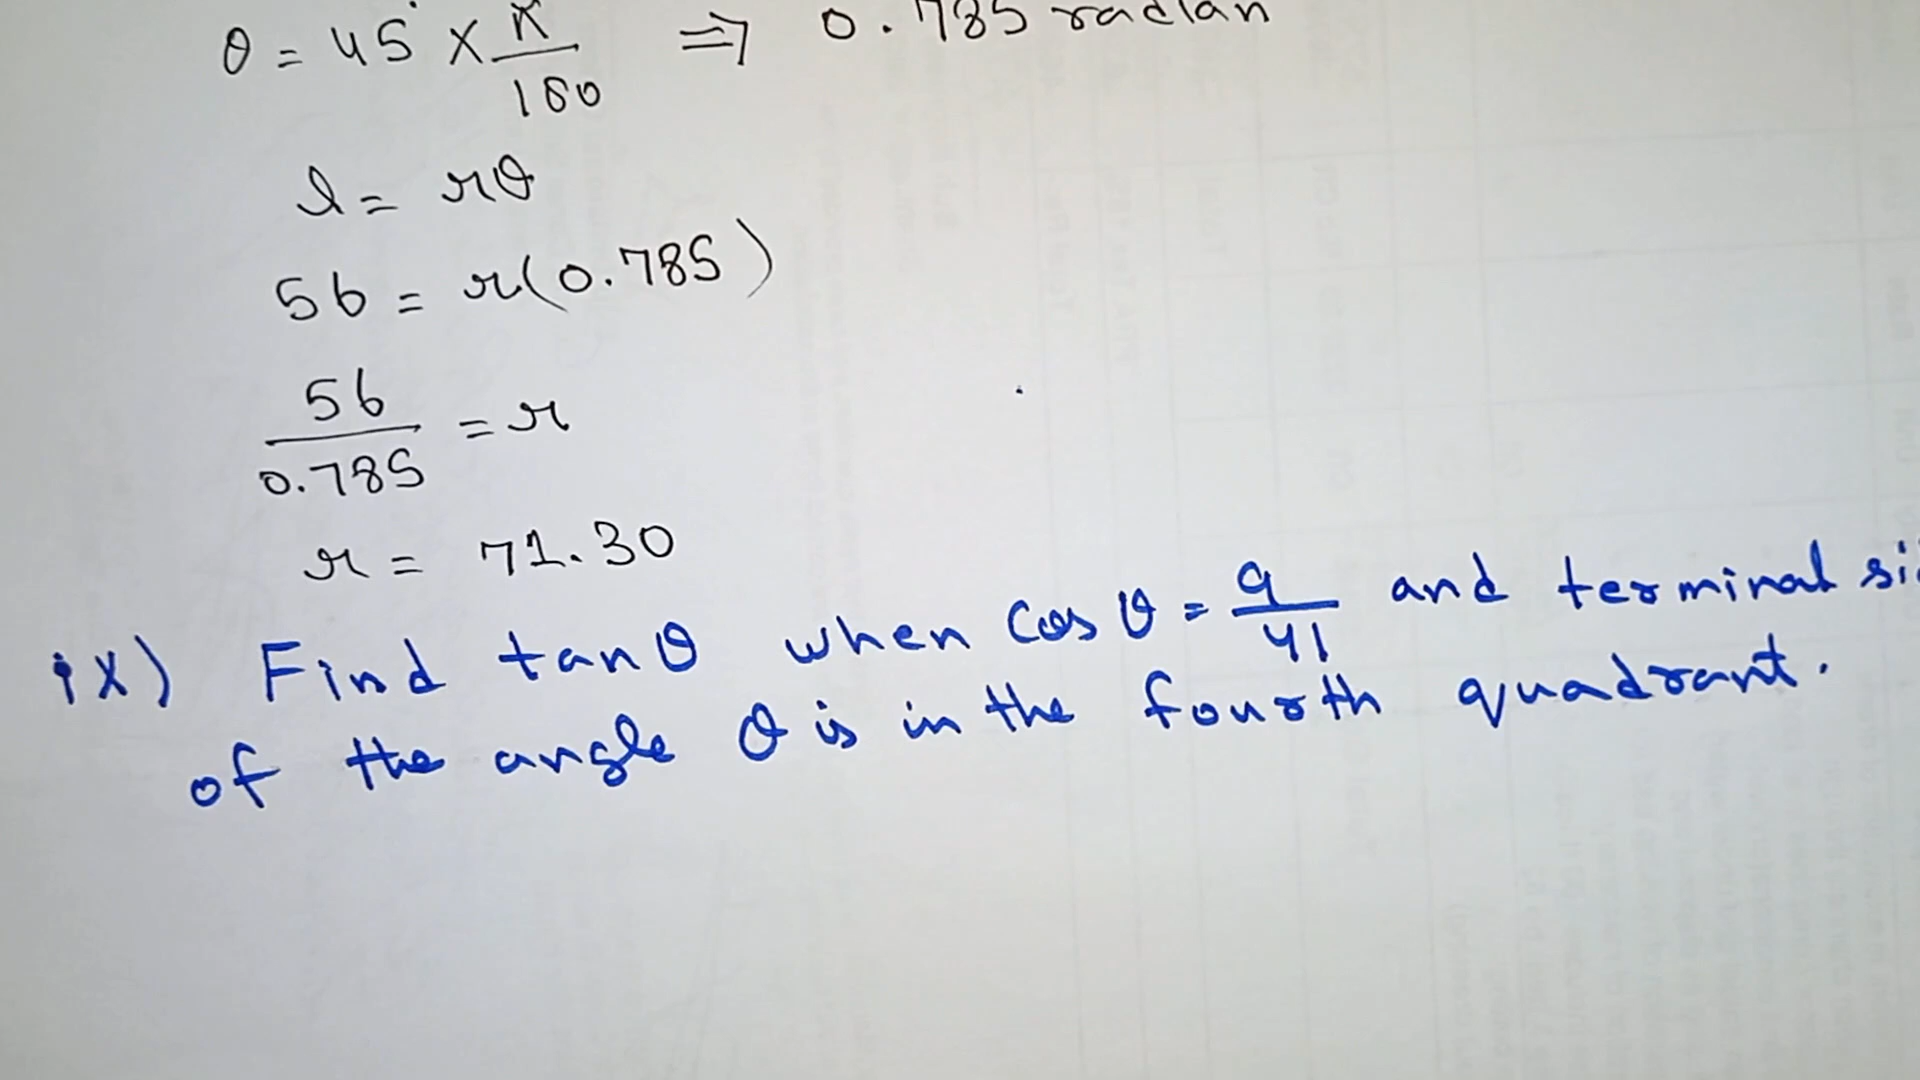 θ = 45° × π/180 ⇒ 0.785 radian
l = rθ
56 = r(0.785)
56/0.785 = r
r = 71.30
ix) Find tanθ when Cos θ = 9/41 and terminal si
of the angle θ is in the fourth quadrant.